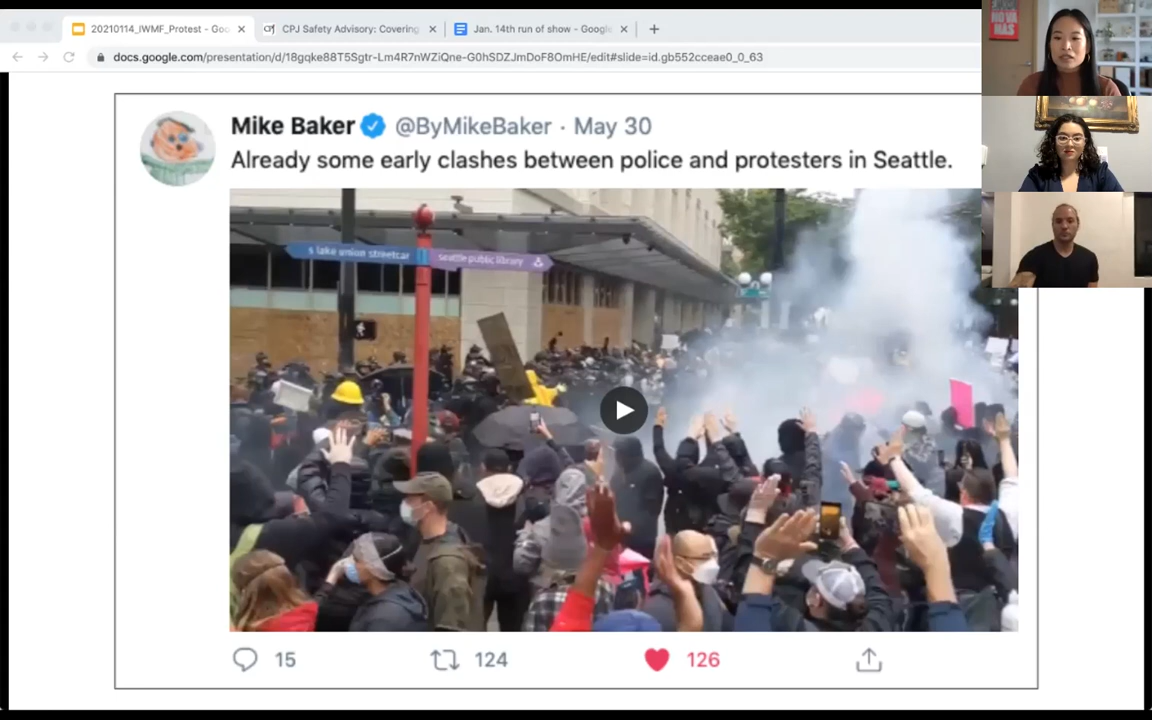 20210114_IWMF_Protest - Goo
CPJ Safety Advisory: Covering
Jan. 14th run of show - Google
docs.google.com/presentation/d/18gqke88T5Sgtr-Lm4R7nWZiQne-G0hSDZJmDoF8OmHE/edit#slide=id.gb552cceae0_0_63
Mike Baker @ByMikeBaker · May 30
Already some early clashes between police and protesters in Seattle.
s lake union streetcar
seattle public library
15
124
126